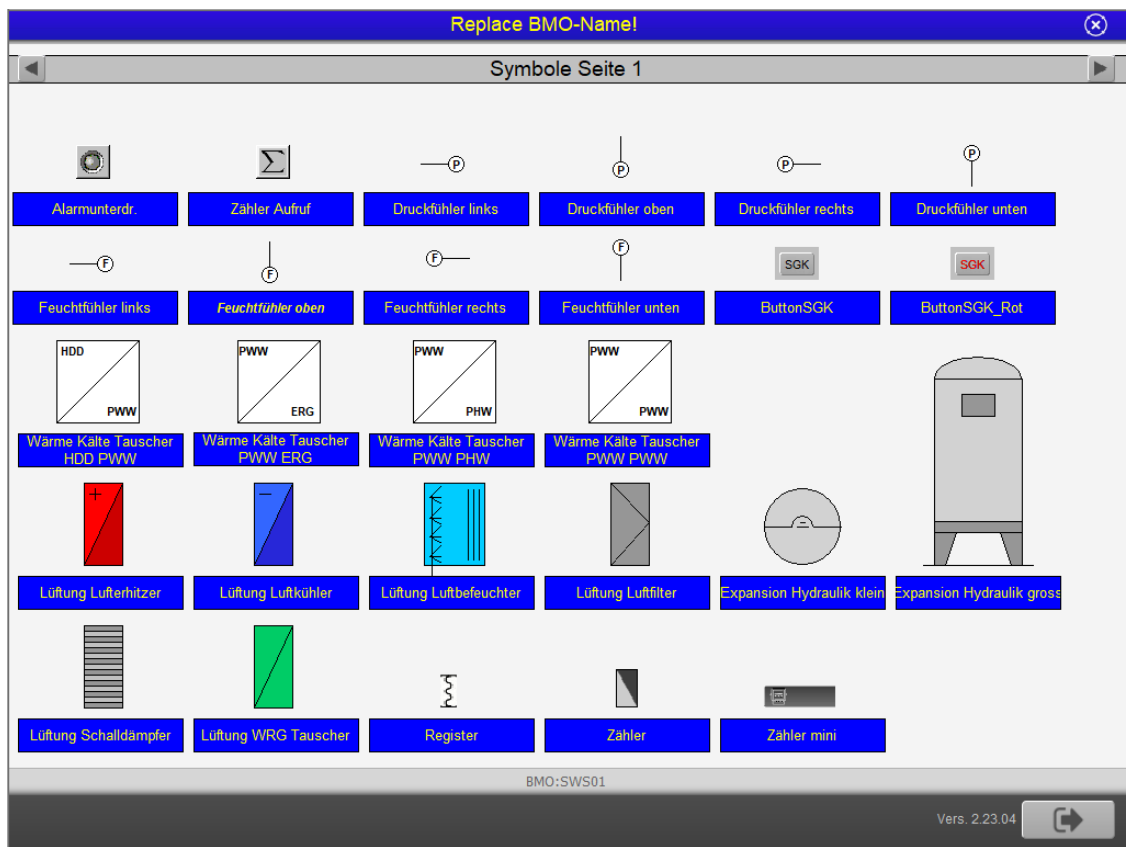 Replace BMO-Name!
Symbole Seite 1
Σ
P
P
P
P
Alarmunterdr.
Zähler Aufruf
Druckfühler links
Druckfühler oben
Druckfühler rechts
Druckfühler unten
F
F
F
F
SGK
SGK
Feuchtfühler links
Feuchtfühler oben
Feuchtfühler rechts
Feuchtfühler unten
ButtonSGK
ButtonSGK_Rot
HDD
PWW
PWW
ERG
PWW
PHW
PWW
PWW
Wärme Kälte Tauscher
HDD PWW
Wärme Kälte Tauscher
PWW ERG
Wärme Kälte Tauscher
PWW PHW
Wärme Kälte Tauscher
PWW PWW
+
−
Lüftung Lufterhitzer
Lüftung Luftkühler
Lüftung Luftbefeuchter
Lüftung Luftfilter
Expansion Hydraulik klein
Expansion Hydraulik gross
Lüftung Schalldämpfer
Lüftung WRG Tauscher
Register
Zähler
Zähler mini
BMO:SWS01
Vers. 2.23.04